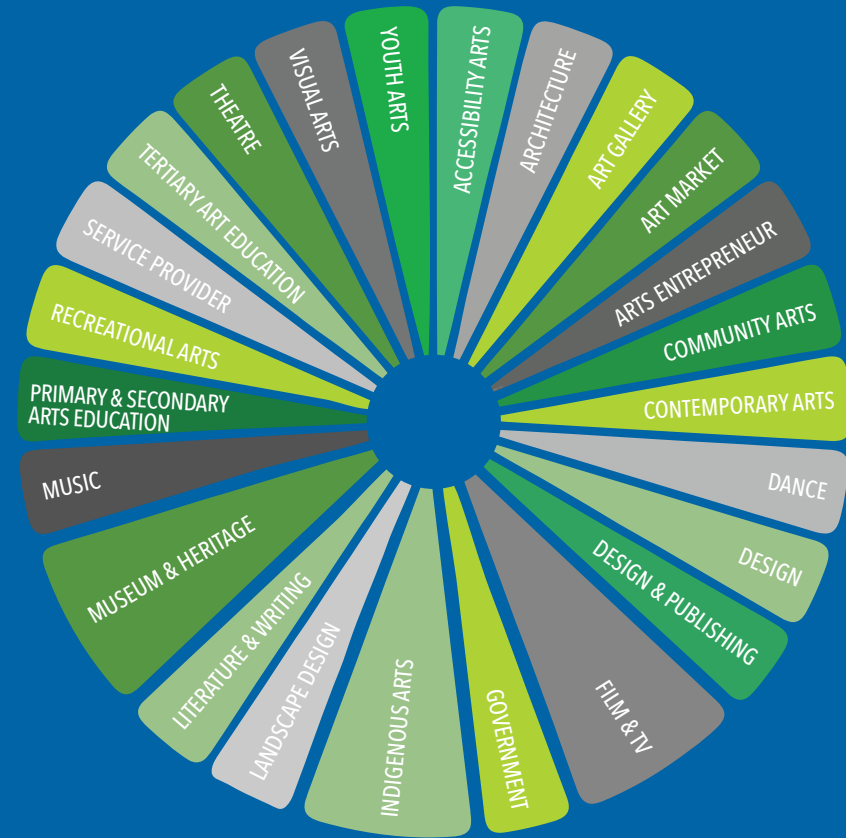 ACCESSIBILITY ARTS
ARCHITECTURE
ART GALLERY
ART MARKET
ARTS ENTREPRENEUR
COMMUNITY ARTS
CONTEMPORARY ARTS
DANCE
DESIGN
DESIGN & PUBLISHING
FILM & TV
GOVERNMENT
INDIGENOUS ARTS
LANDSCAPE DESIGN
LITERATURE & WRITING
MUSEUM & HERITAGE
MUSIC
PRIMARY & SECONDARY
ARTS EDUCATION
RECREATIONAL ARTS
SERVICE PROVIDER
TERTIARY ART EDUCATION
THEATRE
VISUAL ARTS
YOUTH ARTS